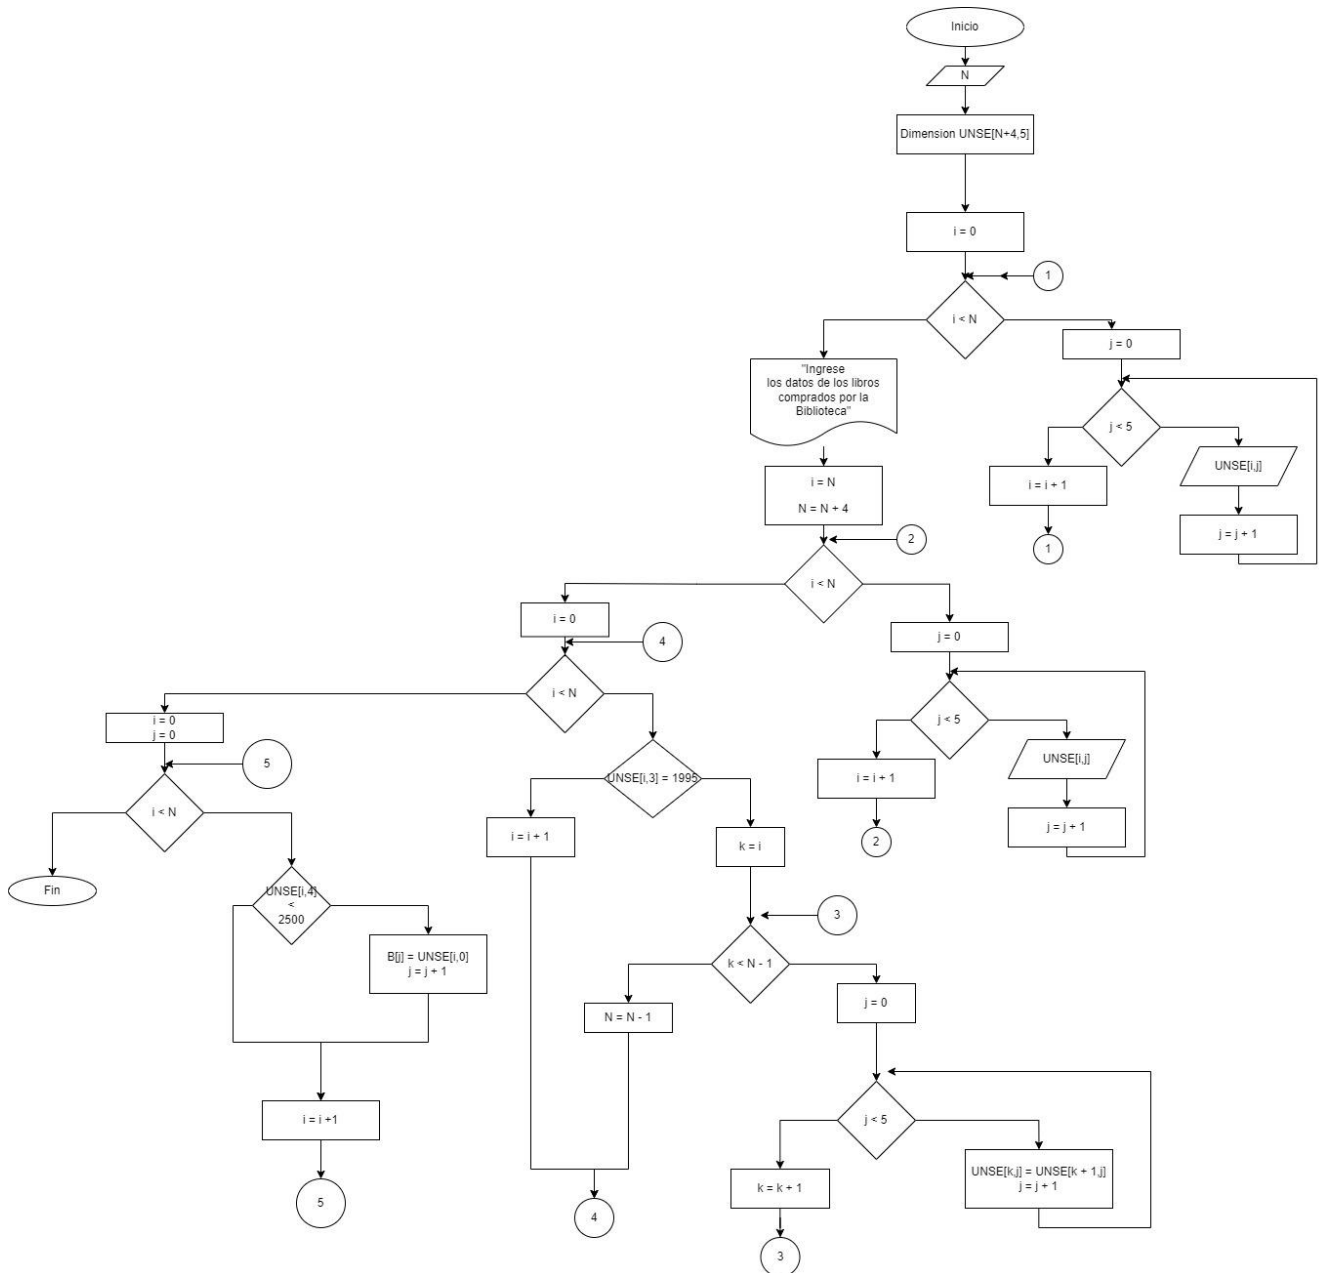 Inicio
N
Dimension UNSE[N+4,5]
i = 0
1
i < N
j = 0
"Ingrese
los datos de los libros
comprados por la
Biblioteca"
j < 5
UNSE[i,j]
i = i + 1
j = j + 1
1
i = N
N = N + 4
2
i < N
i = 0
j = 0
4
i < N
j < 5
UNSE[i,j]
i = i + 1
j = j + 1
2
i = 0
j = 0
5
i < N
UNSE[i,3] = 1995
i = i + 1
k = i
Fin
UNSE[i,4]
<
2500
B[j] = UNSE[i,0]
j = j + 1
3
k < N - 1
N = N - 1
j = 0
i = i +1
5
j < 5
UNSE[k,j] = UNSE[k + 1,j]
j = j + 1
k = k + 1
4
3